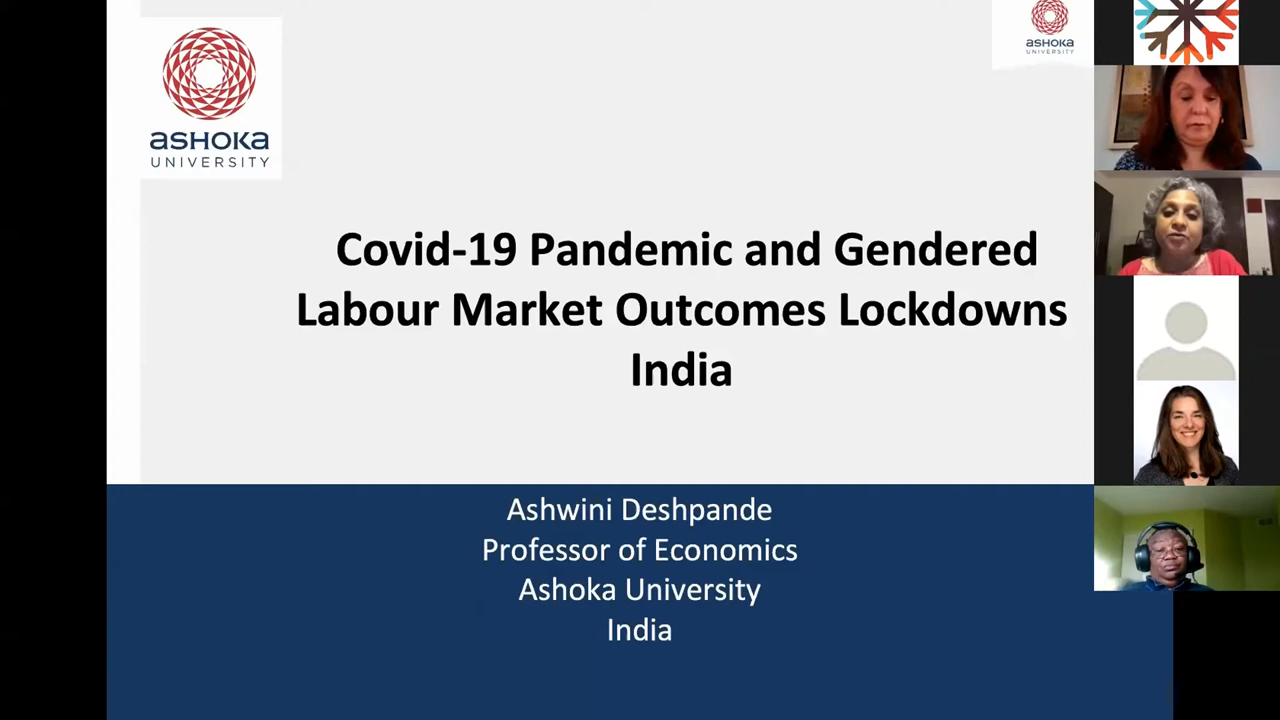 ASHOKA
UNIVERSITY
ASHOKA
UNIVERSITY
Covid-19 Pandemic and Gendered
Labour Market Outcomes Lockdowns
India
Ashwini Deshpande
Professor of Economics
Ashoka University
India